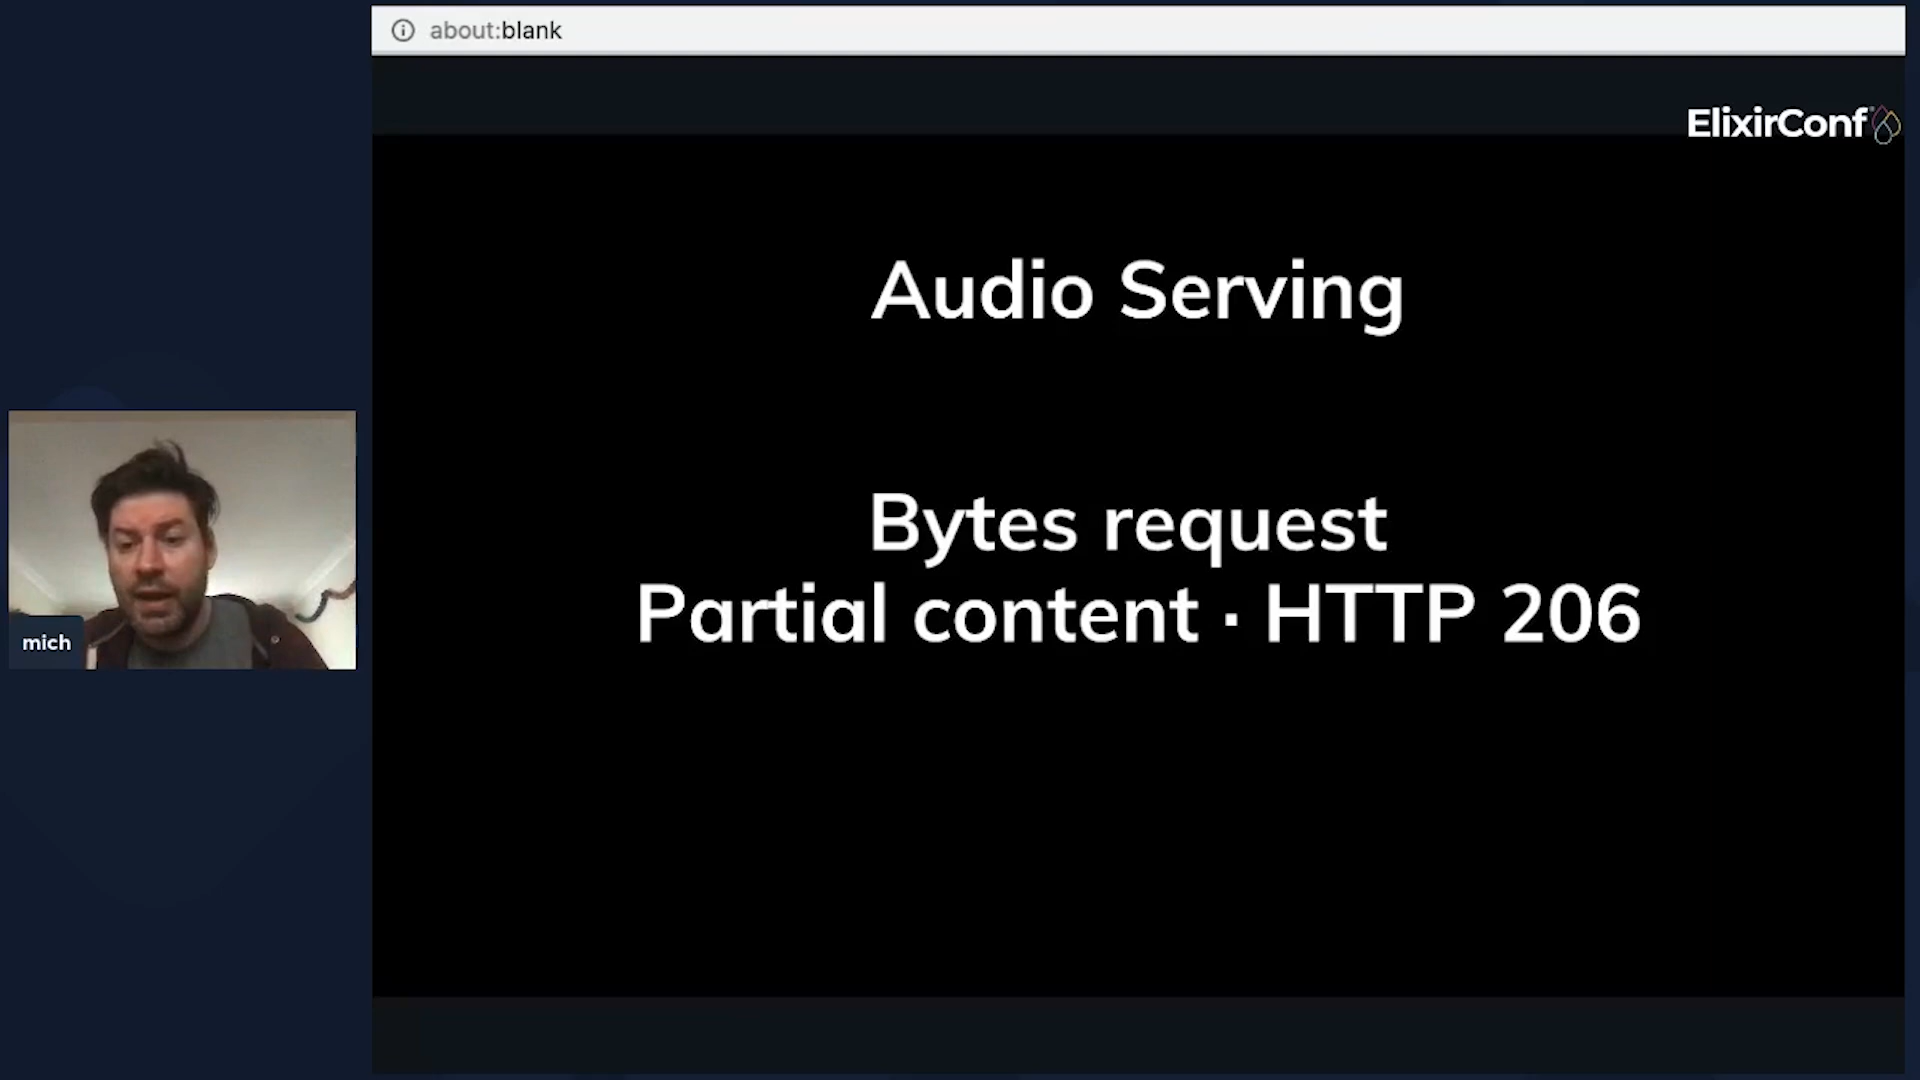 about:blank
ElixirConf
Audio Serving
Bytes request
Partial content · HTTP 206
mich